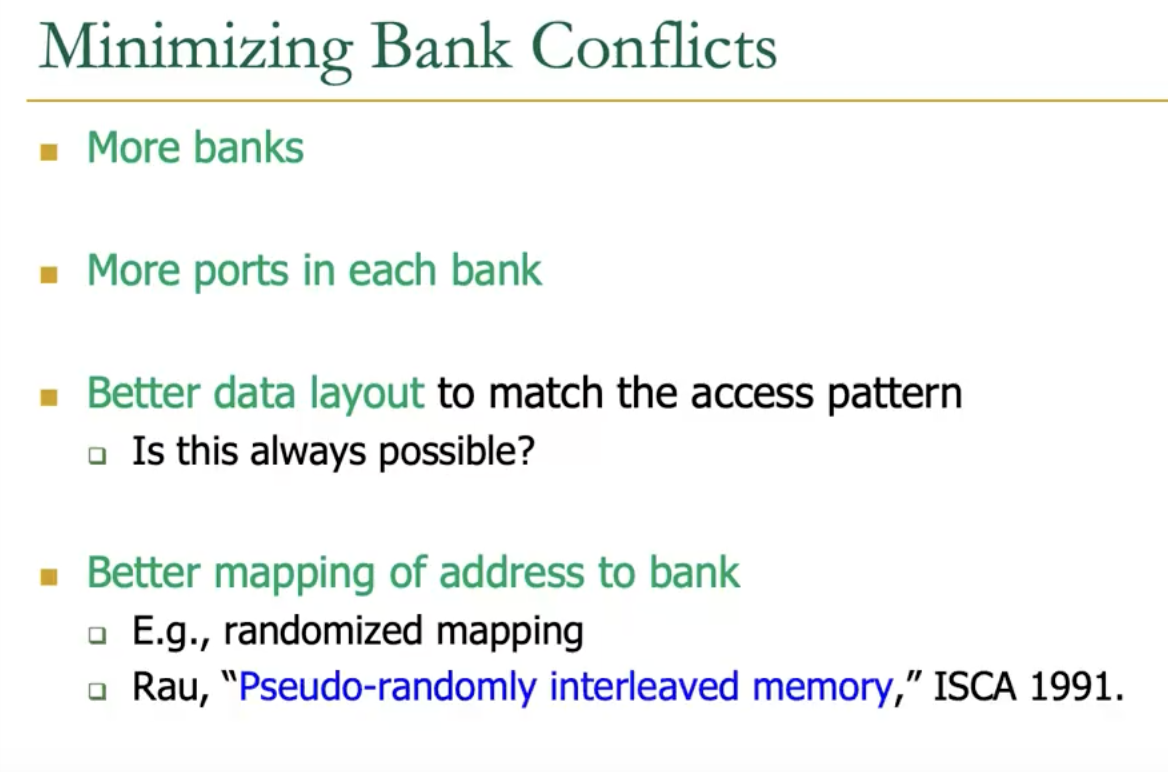 Minimizing Bank Conflicts
More banks
More ports in each bank
Better data layout to match the access pattern
Is this always possible?
Better mapping of address to bank
E.g., randomized mapping
Rau, “Pseudo-randomly interleaved memory,” ISCA 1991.